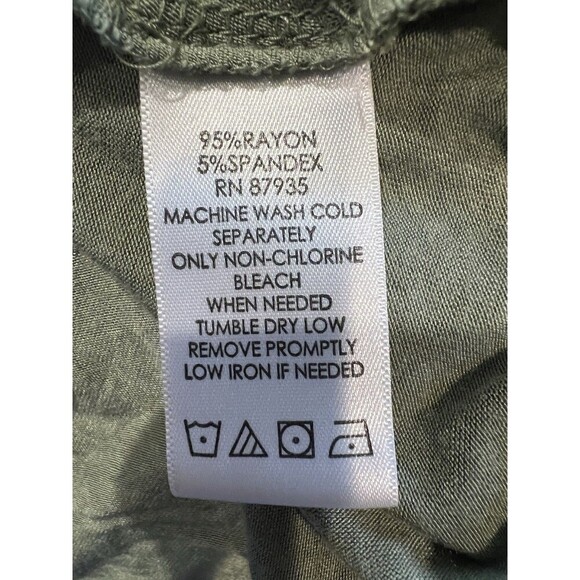 95%RAYON
5%SPANDEX
RN 87935
MACHINE WASH COLD
SEPARATELY
ONLY NON-CHLORINE
BLEACH
WHEN NEEDED
TUMBLE DRY LOW
REMOVE PROMPTLY
LOW IRON IF NEEDED